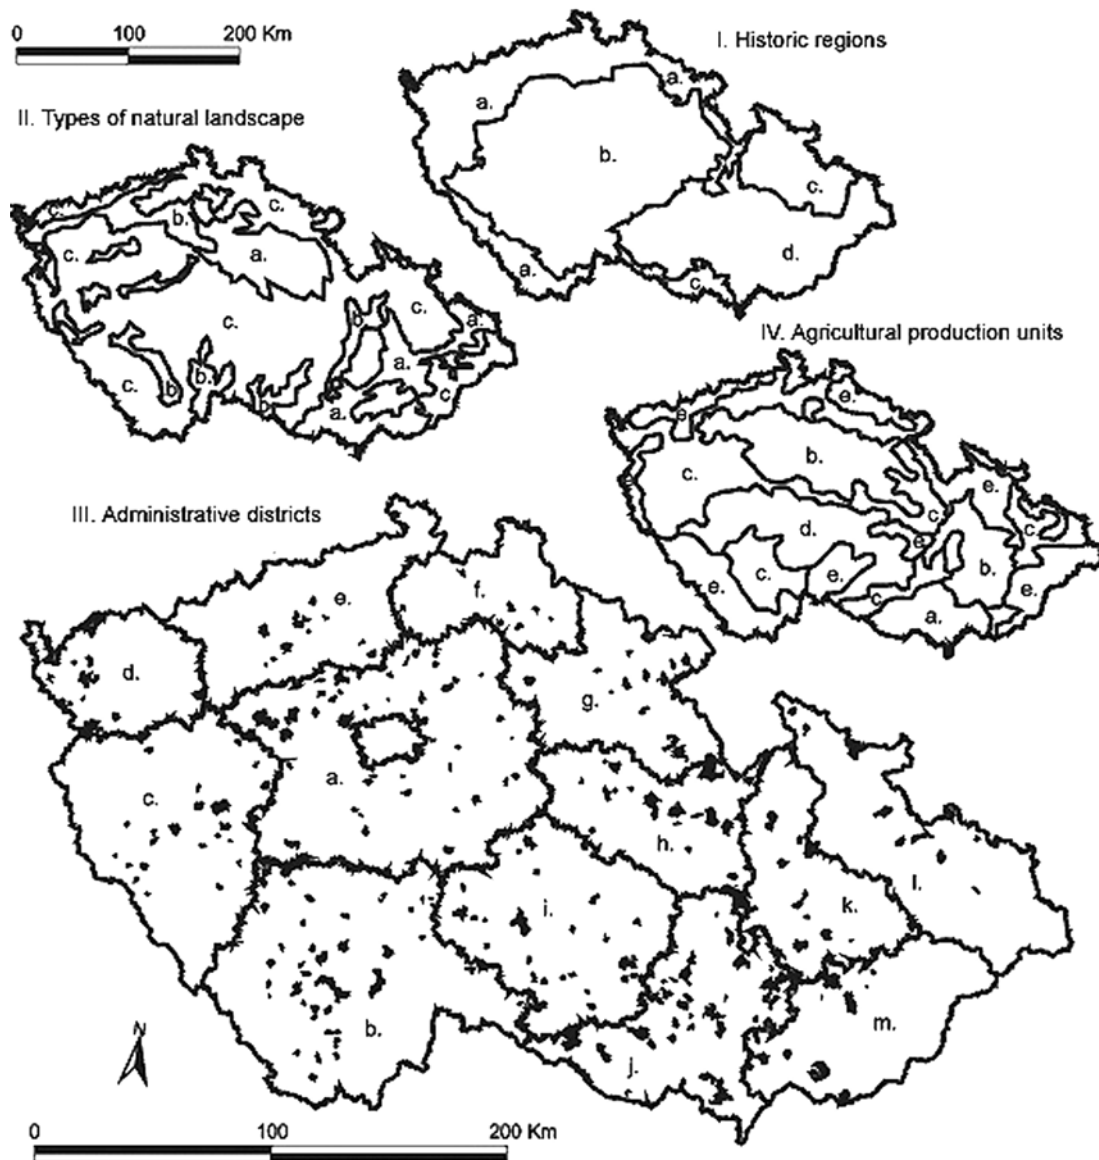 0 100 200 Km
I. Historic regions
a.
a.
b.
c.
d.
a.
c.
II. Types of natural landscape
c.
b.
c.
c.
a.
c.
b.
c.
a.
a.
c.
b.
b.
c.
b.
a.
IV. Agricultural production units
e.
e.
b.
c.
e.
c.
c.
d.
e.
b.
c.
e.
e.
e.
c.
a.
III. Administrative districts
f.
e.
d.
g.
a.
c.
h.
i.
k.
l.
b.
j.
m.
N
0 100 200 Km